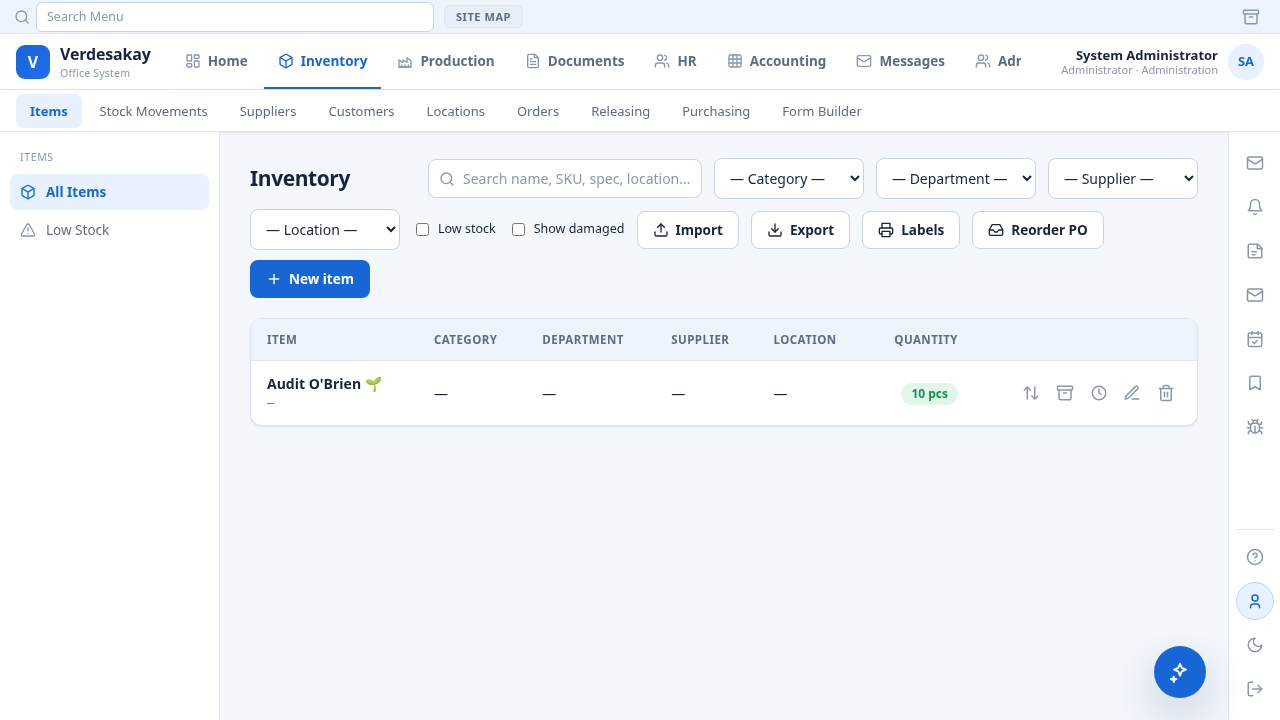 Search Menu
SITE MAP
V
Verdesakay
Office System
Home
Inventory
Production
Documents
HR
Accounting
Messages
Adr
System Administrator
Administrator · Administration
SA
Items
Stock Movements
Suppliers
Customers
Locations
Orders
Releasing
Purchasing
Form Builder
ITEMS
All Items
Low Stock
Inventory
Search name, SKU, spec, location...
— Category —
— Department —
— Supplier —
— Location —
Low stock
Show damaged
Import
Export
Labels
Reorder PO
New item
ITEM CATEGORY DEPARTMENT SUPPLIER LOCATION QUANTITY
Audit O'Brien 🌱
—
— — — —
10 pcs